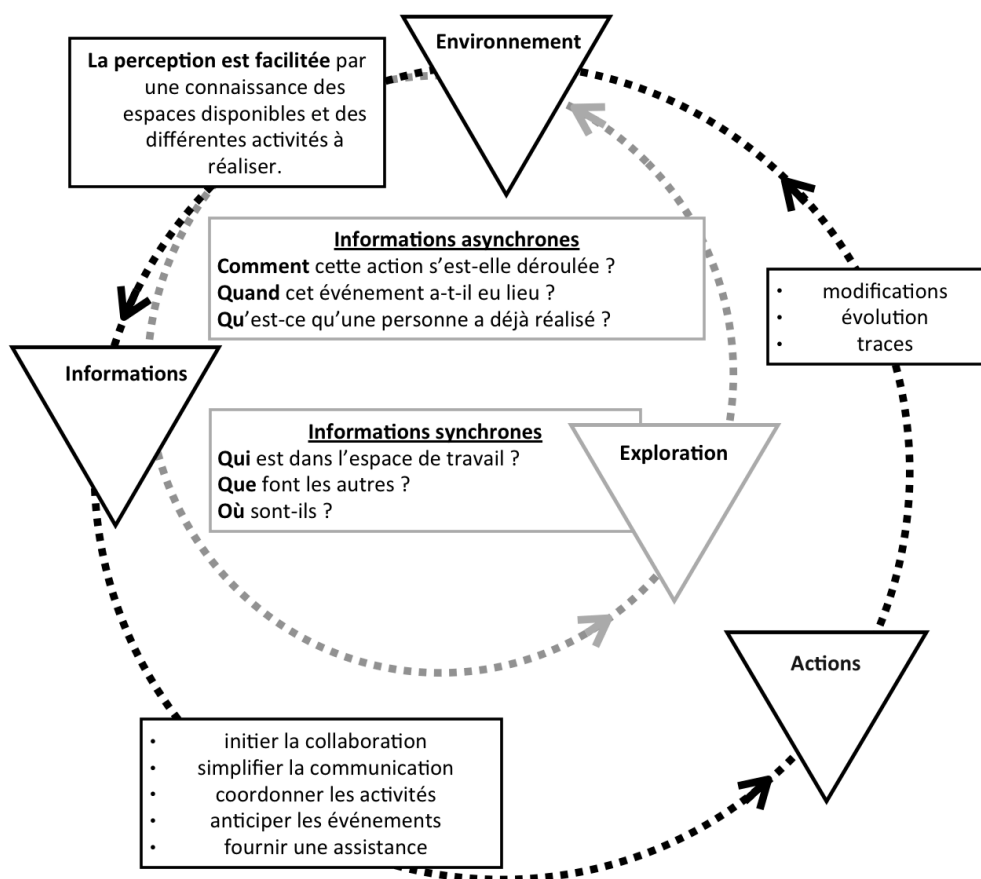 Environnement
La perception est facilitée par
une connaissance des
espaces disponibles et des
différentes activités à
réaliser.
Informations asynchrones
Comment cette action s’est-elle déroulée ?
Quand cet événement a-t-il eu lieu ?
Qu’est-ce qu’une personne a déjà réalisé ?
• modifications
• évolution
• traces
Informations
Informations synchrones
Qui est dans l’espace de travail ?
Que font les autres ?
Où sont-ils ?
Exploration
Actions
• initier la collaboration
• simplifier la communication
• coordonner les activités
• anticiper les événements
• fournir une assistance